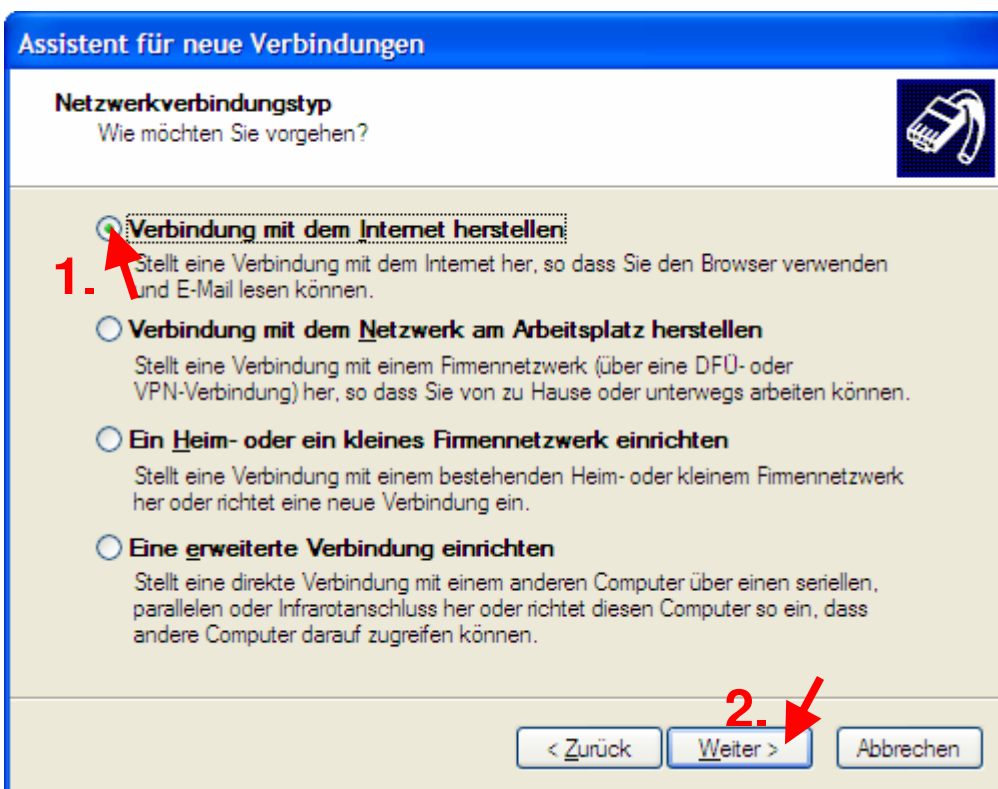 Assistent für neue Verbindungen
Netzwerkverbindungstyp
Wie möchten Sie vorgehen?
Verbindung mit dem Internet herstellen
1.
Stellt eine Verbindung mit dem Internet her, so dass Sie den Browser verwenden
und E-Mail lesen können.
Verbindung mit dem Netzwerk am Arbeitsplatz herstellen
Stellt eine Verbindung mit einem Firmennetzwerk (über eine DFÜ- oder
VPN-Verbindung) her, so dass Sie von zu Hause oder unterwegs arbeiten können.
Ein Heim- oder ein kleines Firmennetzwerk einrichten
Stellt eine Verbindung mit einem bestehenden Heim- oder kleinem Firmennetzwerk
her oder richtet eine neue Verbindung ein.
Eine erweiterte Verbindung einrichten
Stellt eine direkte Verbindung mit einem anderen Computer über einen seriellen,
parallelen oder Infrarotanschluss her oder richtet diesen Computer so ein, dass
andere Computer darauf zugreifen können.
2.
< Zurück Weiter > Abbrechen